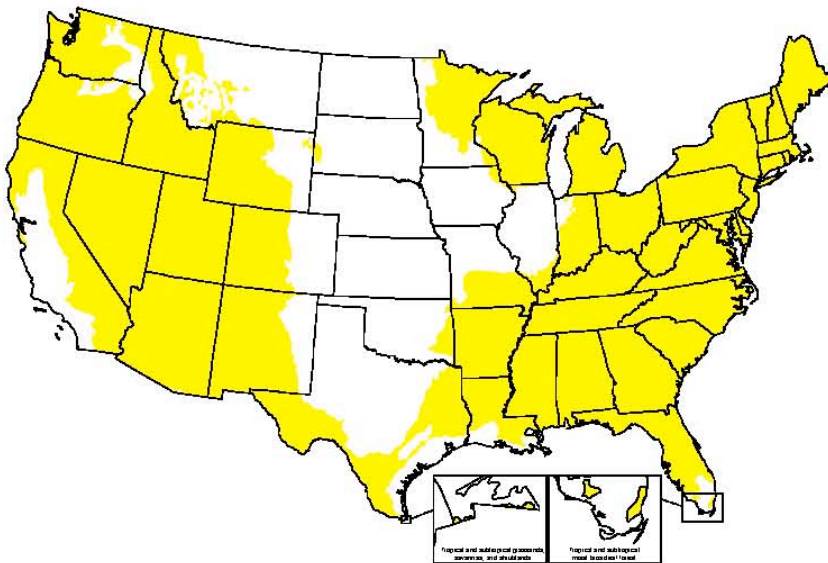 Tropical and subtropical grasslands,
savannas, and shrublands
Tropical and subtropical
moist broadleaf forest